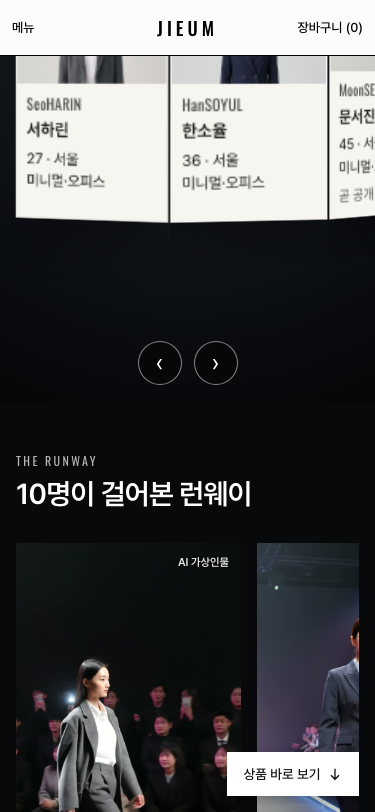 메뉴
JIEUM
장바구니 (0)
SeoHARIN
서하린
27 · 서울
미니멀·오피스
HanSOYUL
한소율
36 · 서울
미니멀·오피스
MoonSE
문서진
45 · 서
미니멀·
곧 공개
‹ ›
THE RUNWAY
10명이 걸어본 런웨이
AI 가상인물
상품 바로 보기 ↓